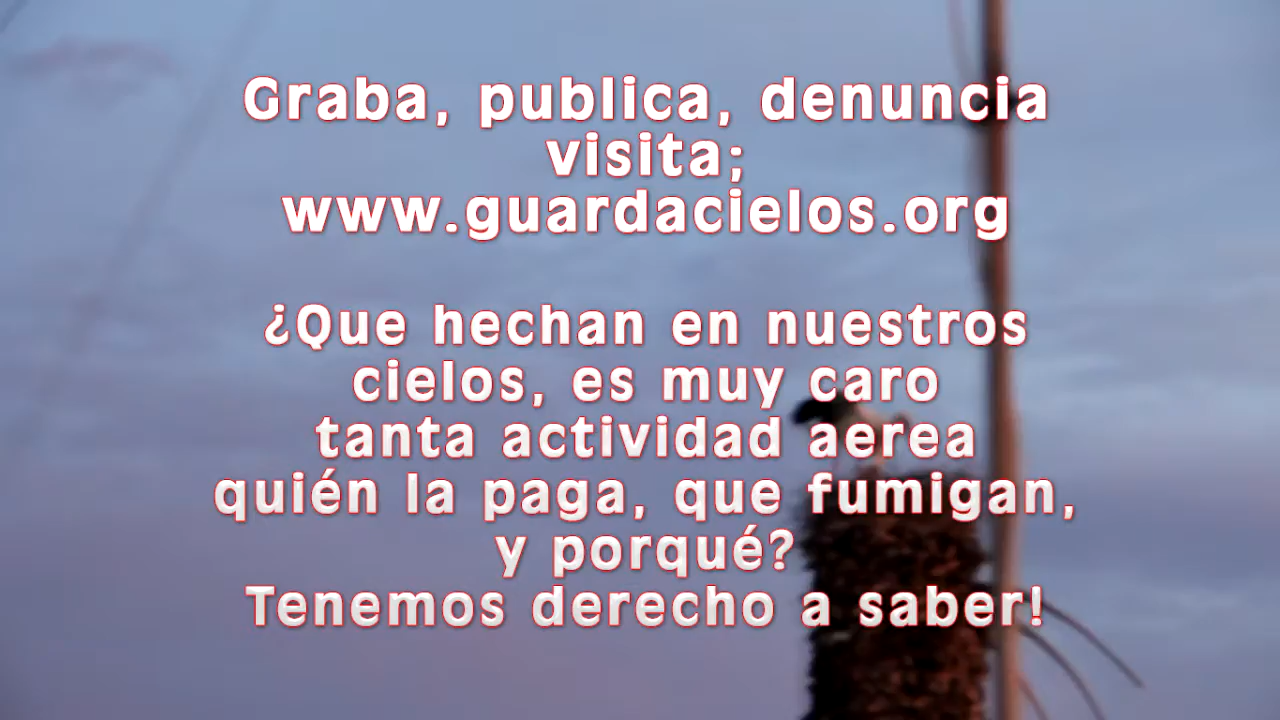 Graba, publica, denuncia
visita;
www.guardacielos.org
¿Que hechan en nuestros
cielos, es muy caro
tanta actividad aerea
quién la paga, que fumigan,
y porqué?
Tenemos derecho a saber!